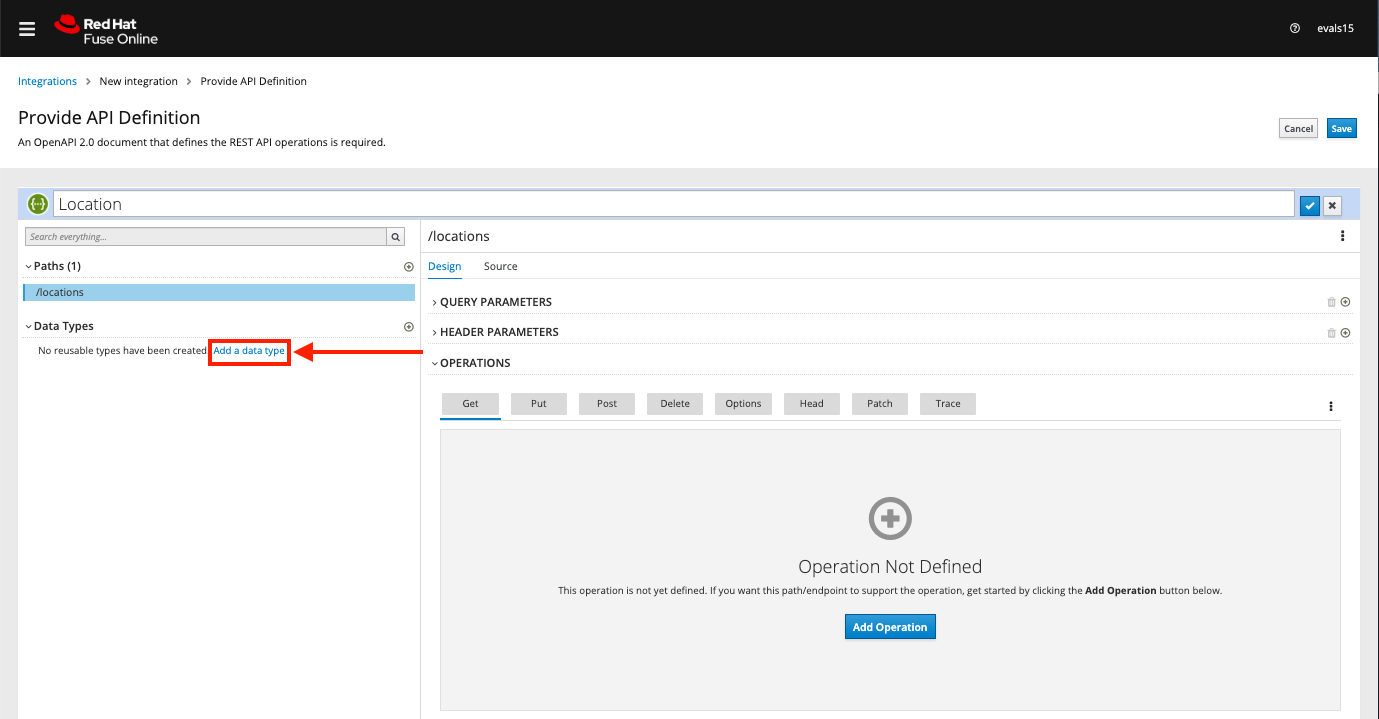 Red Hat
Fuse Online
evals15
Integrations > New integration > Provide API Definition
Provide API Definition
An OpenAPI 2.0 document that defines the REST API operations is required.
Cancel
Save
Location
Search everything...
/locations
Paths (1)
Design
Source
/locations
QUERY PARAMETERS
Data Types
HEADER PARAMETERS
No reusable types have been created. Add a data type
OPERATIONS
Get
Put
Post
Delete
Options
Head
Patch
Trace
Operation Not Defined
This operation is not yet defined. If you want this path/endpoint to support the operation, get started by clicking the Add Operation button below.
Add Operation